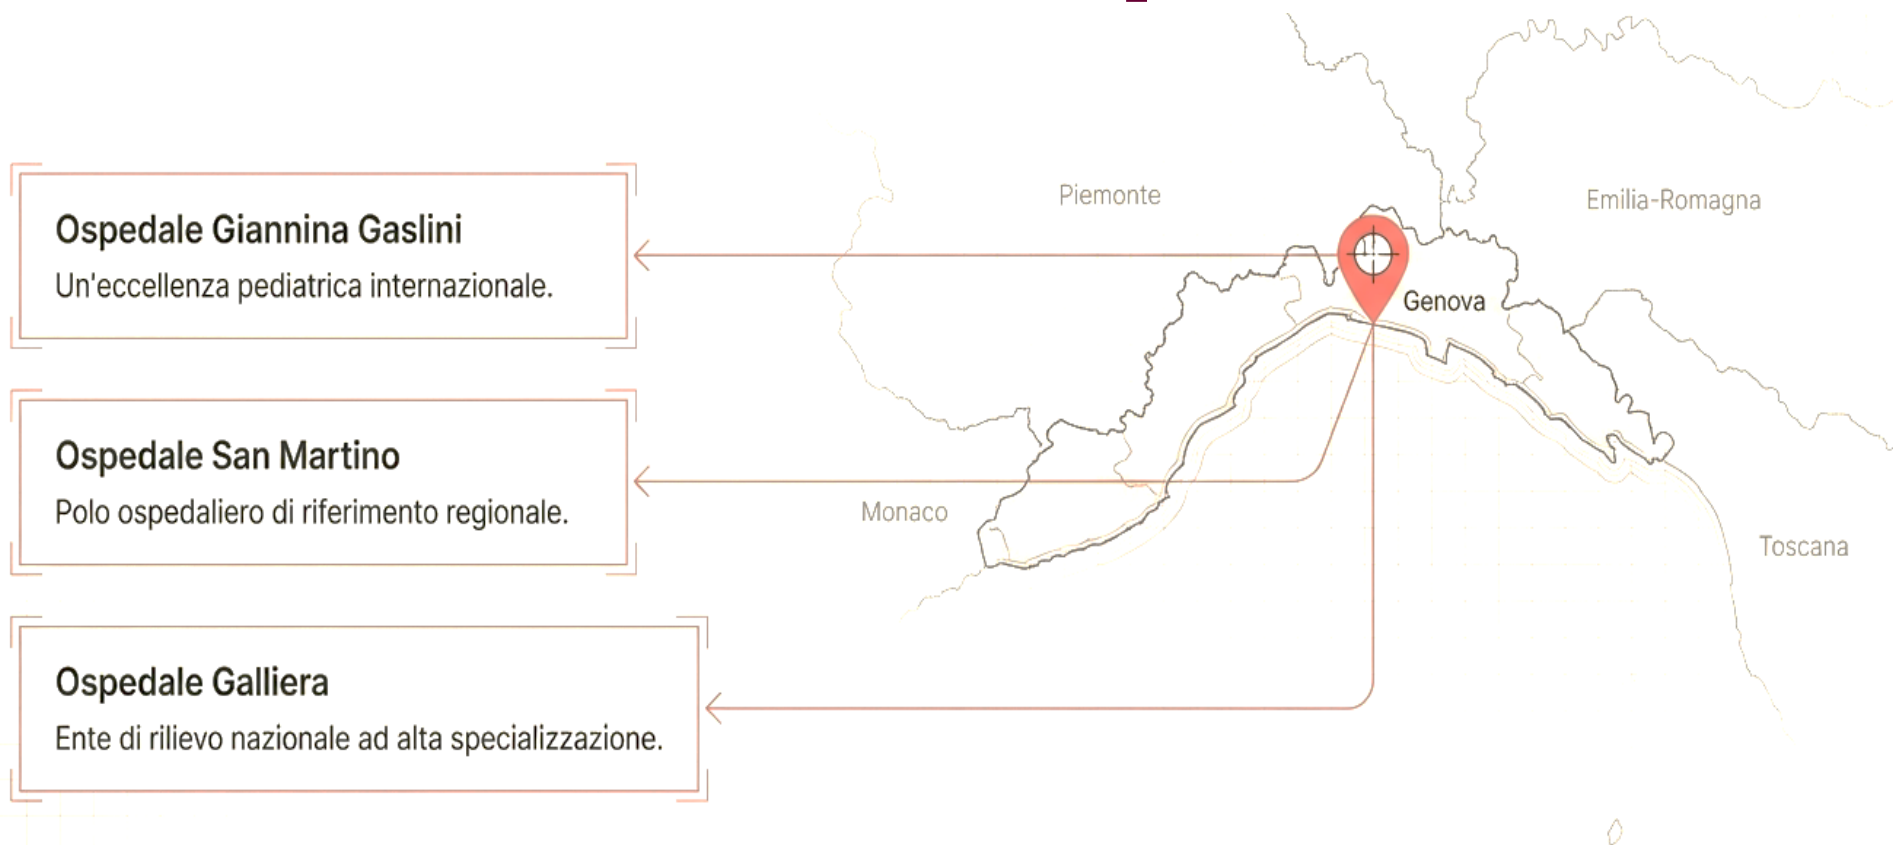 Ospedale Giannina Gaslini
Un'eccellenza pediatrica internazionale.
Ospedale San Martino
Polo ospedaliero di riferimento regionale.
Ospedale Galliera
Ente di rilievo nazionale ad alta specializzazione.
Piemonte
Emilia-Romagna
Genova
Monaco
Toscana